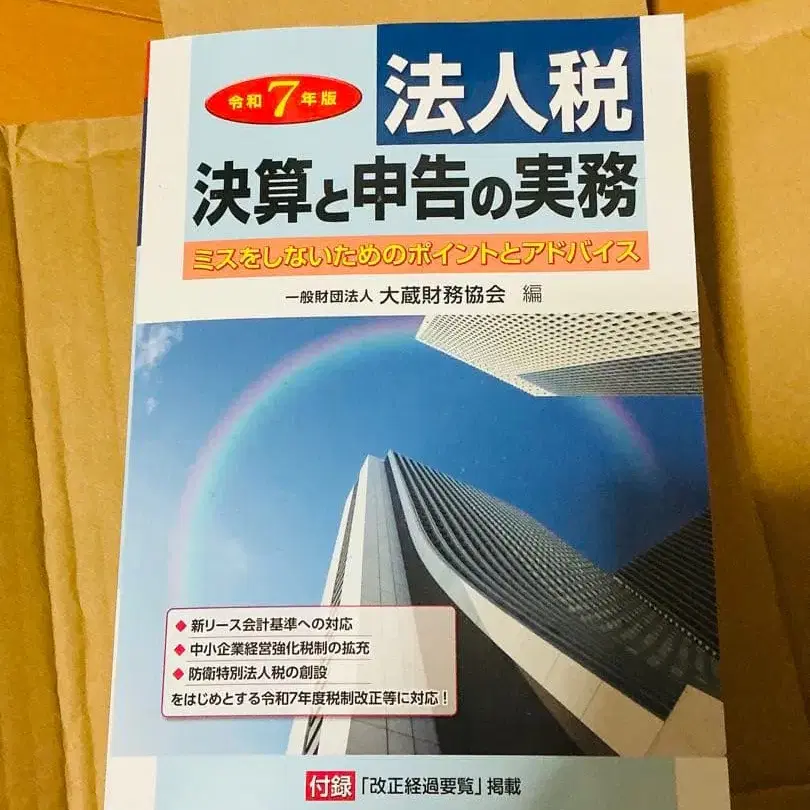 令和7年版
法人税
決算と申告の実務
ミスをしないためのポイントとアドバイス
一般財団法人 大蔵財務協会 編
◆ 新リース会計基準への対応
◆ 中小企業経営強化税制の拡充
◆ 防衛特別法人税の創設
をはじめとする令和7年度税制改正等に対応!
付録「改正経過要覧」掲載